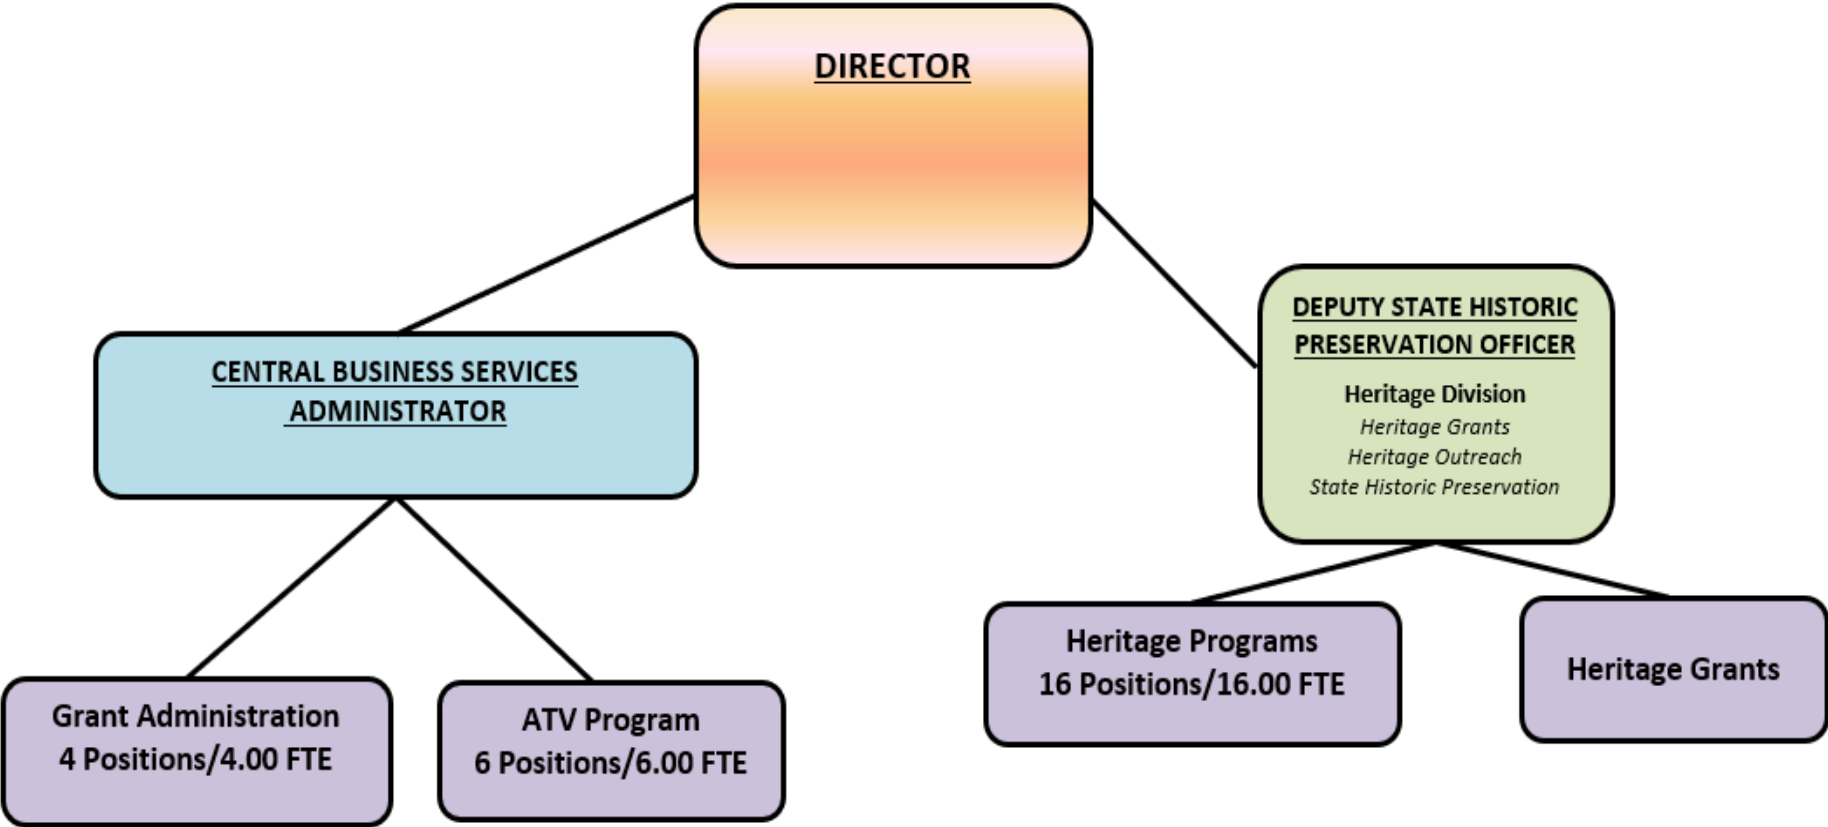 DIRECTOR
CENTRAL BUSINESS SERVICES
ADMINISTRATOR
DEPUTY STATE HISTORIC
PRESERVATION OFFICER
Heritage Division
Heritage Grants
Heritage Outreach
State Historic Preservation
Grant Administration
4 Positions/4.00 FTE
ATV Program
6 Positions/6.00 FTE
Heritage Programs
16 Positions/16.00 FTE
Heritage Grants